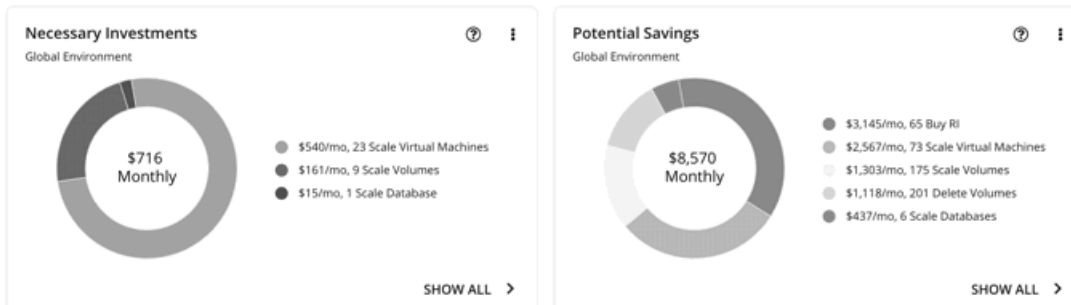 Necessary Investments
Global Environment
$716
Monthly
$540/mo, 23 Scale Virtual Machines
$161/mo, 9 Scale Volumes
$15/mo, 1 Scale Database
SHOW ALL
Potential Savings
Global Environment
$8,570
Monthly
$3,145/mo, 65 Buy RI
$2,567/mo, 73 Scale Virtual Machines
$1,303/mo, 175 Scale Volumes
$1,118/mo, 201 Delete Volumes
$437/mo, 6 Scale Databases
SHOW ALL